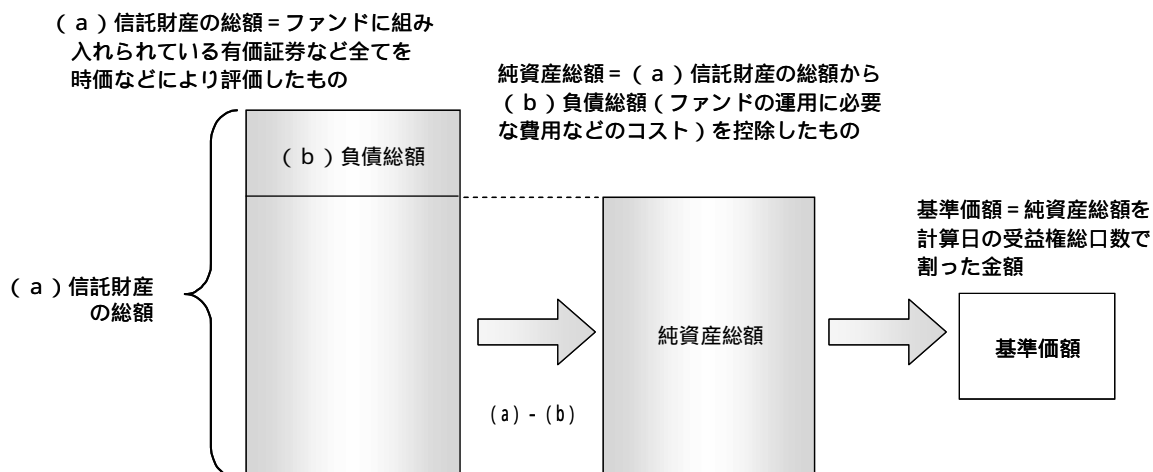 (a)信託財産の総額=ファンドに組み
入れられている有価証券など全てを
時価などにより評価したもの
純資産総額=(a)信託財産の総額から
(b)負債総額(ファンドの運用に必要
な費用などのコスト)を控除したもの
(b)負債総額
基準価額=純資産総額を
計算日の受益権総口数で
割った金額
(a)信託財産
の総額
純資産総額
基準価額
(a)-(b)